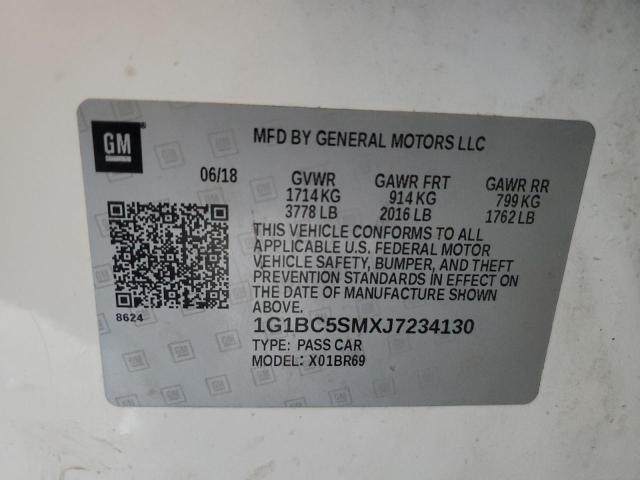 GM
MFD BY GENERAL MOTORS LLC
06/18 GVWR GAWR FRT GAWR RR
1714 KG 914 KG 799 KG
3778 LB 2016 LB 1762 LB
THIS VEHICLE CONFORMS TO ALL
APPLICABLE U.S. FEDERAL MOTOR
VEHICLE SAFETY, BUMPER, AND THEFT
PREVENTION STANDARDS IN EFFECT ON
THE DATE OF MANUFACTURE SHOWN
ABOVE.
8624
1G1BC5SMXJ7234130
TYPE: PASS CAR
MODEL: X01BR69